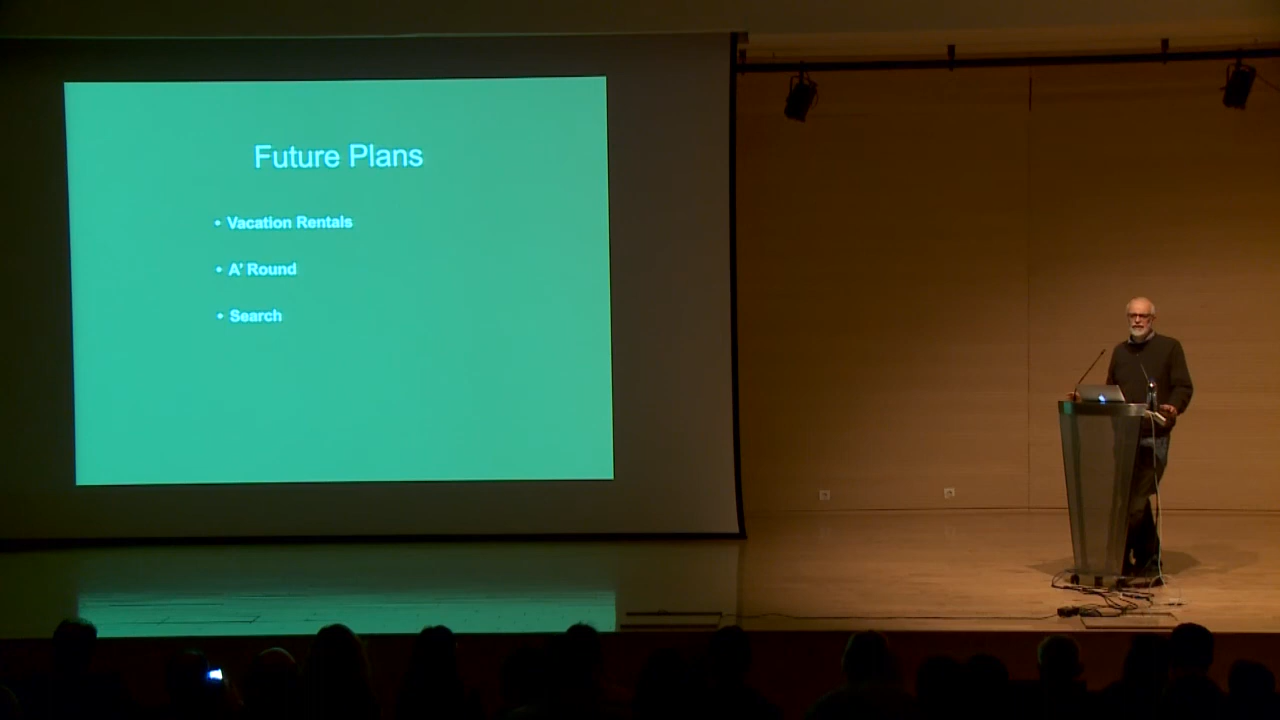 Future Plans
• Vacation Rentals
• A' Round
• Search